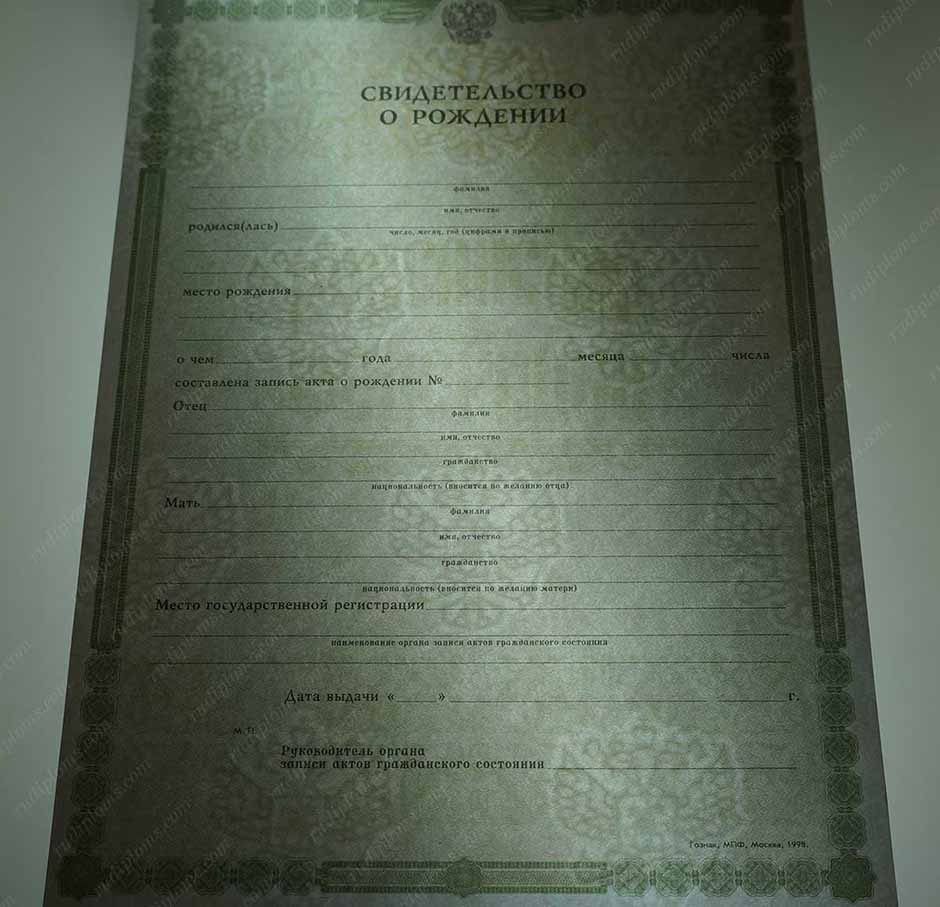 СВИДЕТЕЛЬСТВО
О РОЖДЕНИИ
фамилия
имя, отчество
родился(лась)
число, месяц, год (цифрами и прописью)
место рождения
о чем года месяца числа
составлена запись акта о рождении №
Отец
фамилия
имя, отчество
гражданство
национальность (вносится по желанию отца)
Мать
фамилия
имя, отчество
гражданство
национальность (вносится по желанию матери)
Место государственной регистрации
наименование органа записи актов гражданского состояния
Дата выдачи « » г.
М.П.
Руководитель органа
записи актов гражданского состояния
Гознак, МПФ, Москва, 1998.
rudiplomis.com